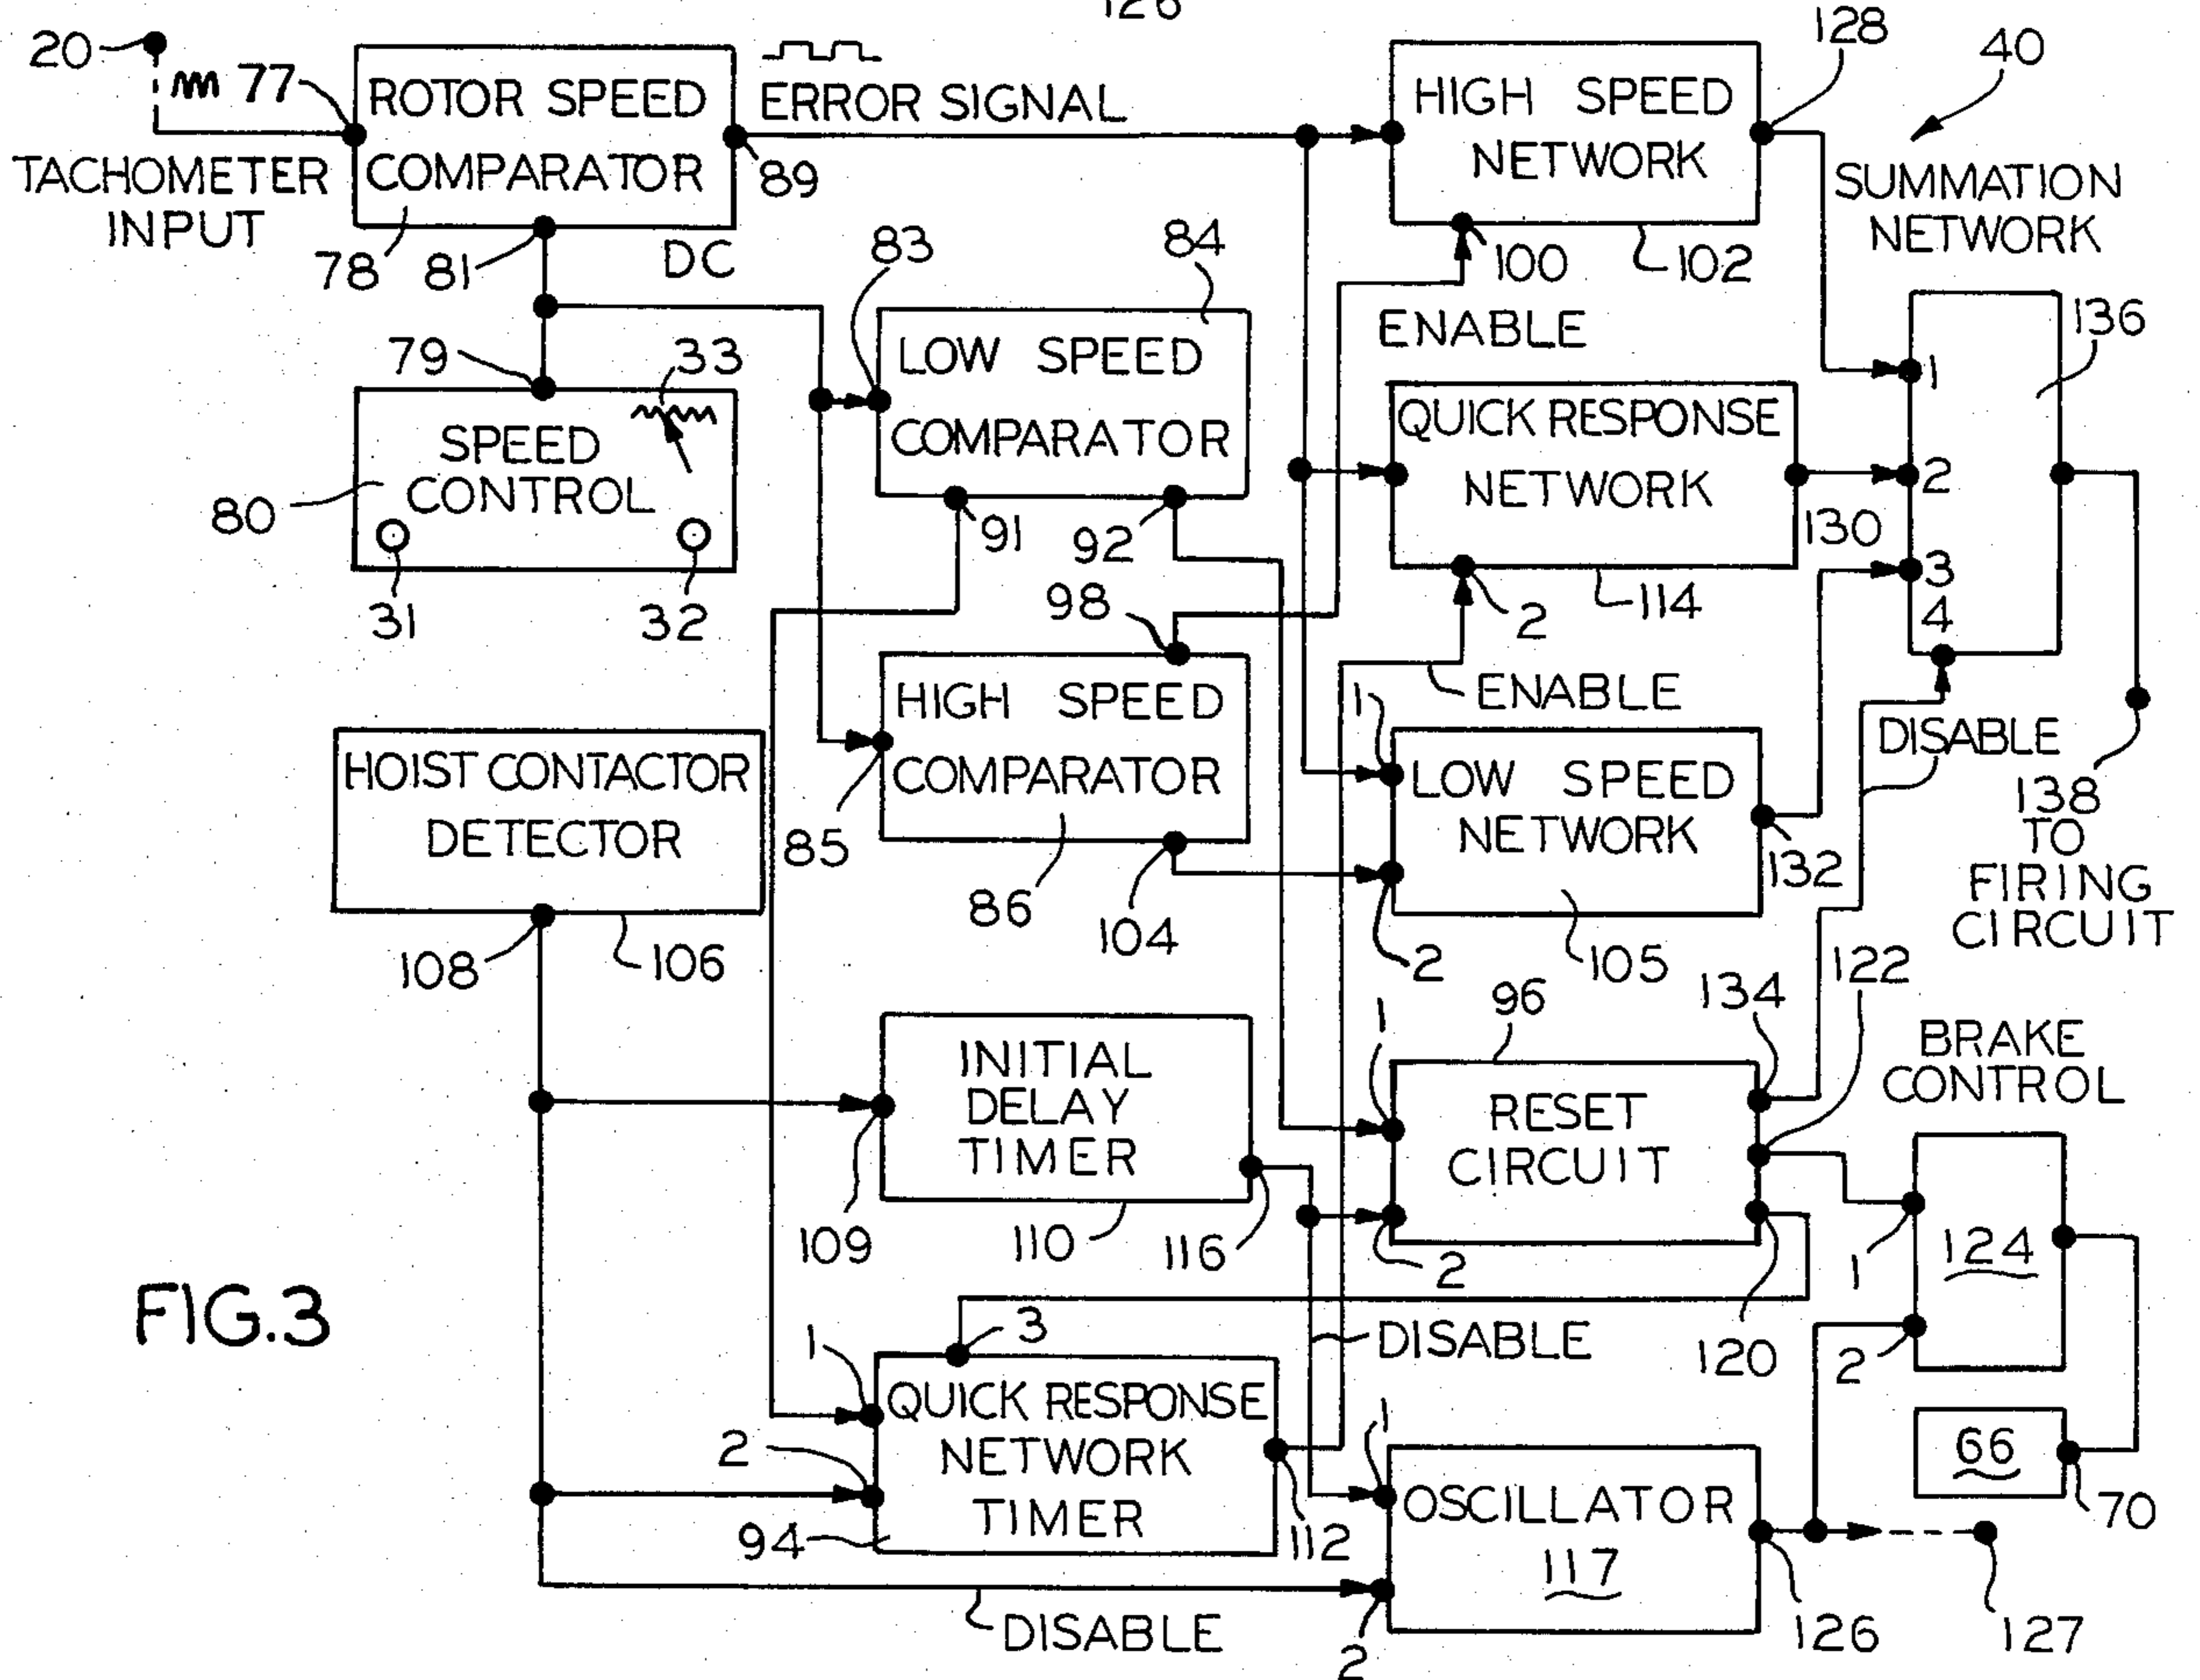 126
20
77
ROTOR SPEED
COMPARATOR
TACHOMETER
INPUT
78
81
DC
ERROR SIGNAL
89
HIGH SPEED
NETWORK
128
40
SUMMATION
NETWORK
100
102
ENABLE
83
84
LOW SPEED
COMPARATOR
79
33
SPEED
CONTROL
80
31
32
91
92
QUICK RESPONSE
NETWORK
130
2
114
ENABLE
136
1
2
3
4
DISABLE
138
TO
FIRING
CIRCUIT
98
HIGH SPEED
COMPARATOR
85
86
104
1
LOW SPEED
NETWORK
132
2
105
HOIST CONTACTOR
DETECTOR
108
106
INITIAL
DELAY
TIMER
109
110
116
1
96
134
122
RESET
CIRCUIT
2
120
BRAKE
CONTROL
124
1
2
66
70
FIG.3
1
3
2
QUICK RESPONSE
NETWORK
TIMER
94
112
DISABLE
1
OSCILLATOR
117
2
126
127
DISABLE